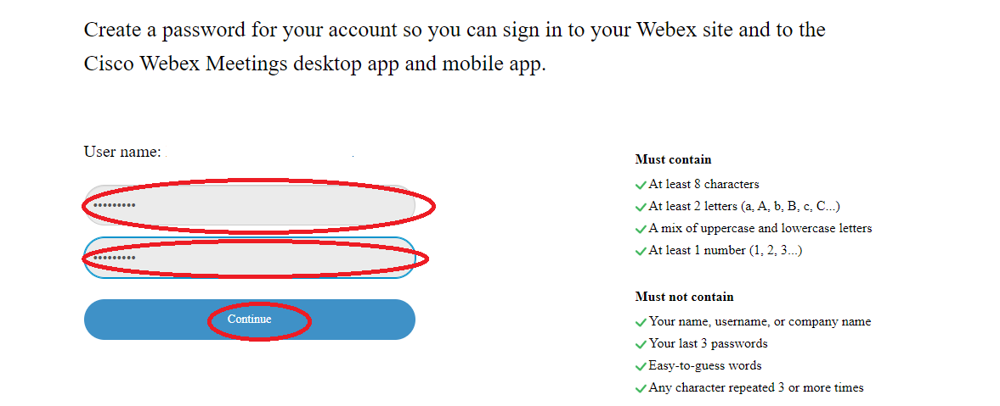 Create a password for your account so you can sign in to your Webex site and to the
Cisco Webex Meetings desktop app and mobile app.
User name:
•••••••••
•••••••••
Continue
Must contain
At least 8 characters
At least 2 letters (a, A, b, B, c, C...)
A mix of uppercase and lowercase letters
At least 1 number (1, 2, 3...)
Must not contain
Your name, username, or company name
Your last 3 passwords
Easy-to-guess words
Any character repeated 3 or more times